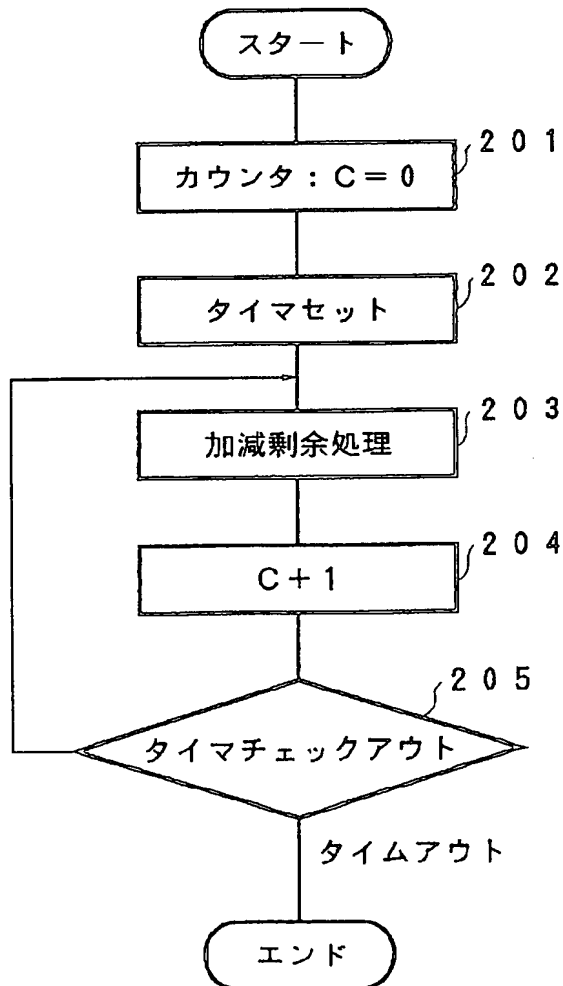 スタート
201
カウンタ：C＝0
202
タイマセット
203
加減剰余処理
204
C＋1
205
タイマチェックアウト
タイムアウト
エンド